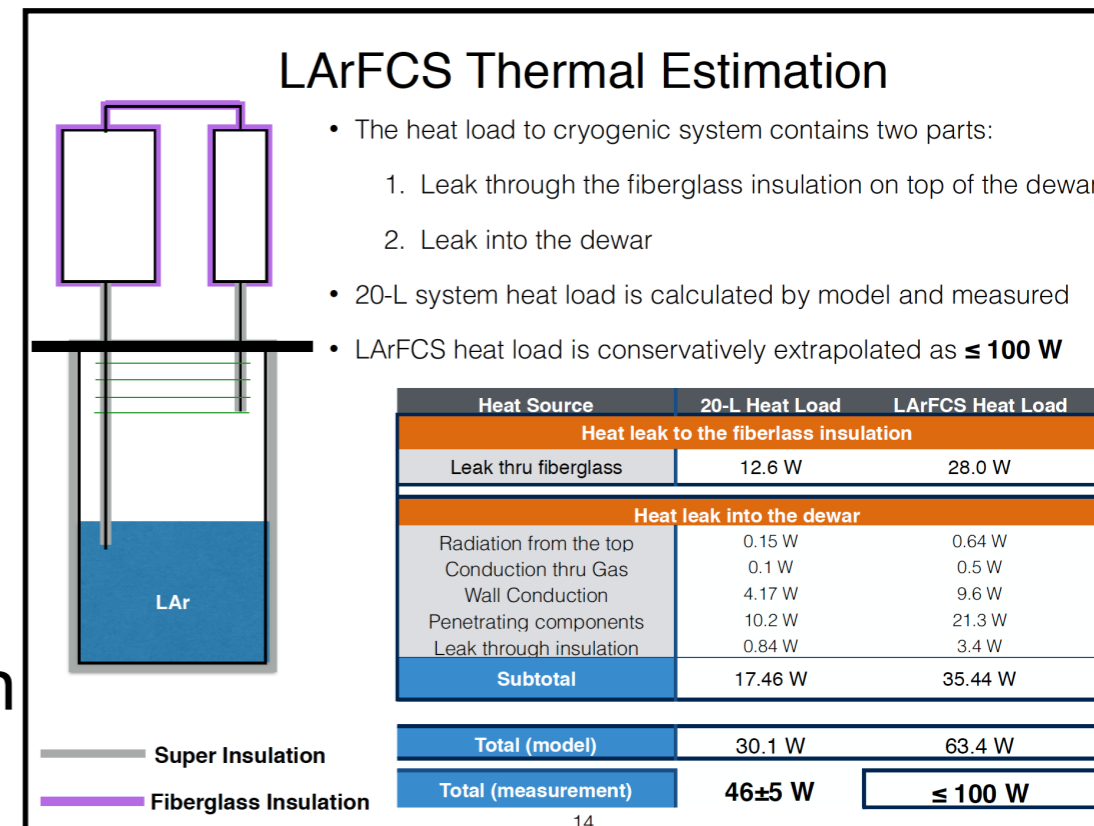 LArFCS Thermal Estimation
• The heat load to cryogenic system contains two parts:
1. Leak through the fiberglass insulation on top of the dewar
2. Leak into the dewar
• 20-L system heat load is calculated by model and measured
• LArFCS heat load is conservatively extrapolated as ≤ 100 W
Heat Source 20-L Heat Load LArFCS Heat Load
Heat leak to the fiberlass insulation
Leak thru fiberglass 12.6 W 28.0 W
Heat leak into the dewar
Radiation from the top 0.15 W 0.64 W
Conduction thru Gas 0.1 W 0.5 W
Wall Conduction 4.17 W 9.6 W
Penetrating components 10.2 W 21.3 W
Leak through insulation 0.84 W 3.4 W
Subtotal 17.46 W 35.44 W
Total (model) 30.1 W 63.4 W
Total (measurement) 46±5 W ≤ 100 W
LAr
Super Insulation
Fiberglass Insulation
14